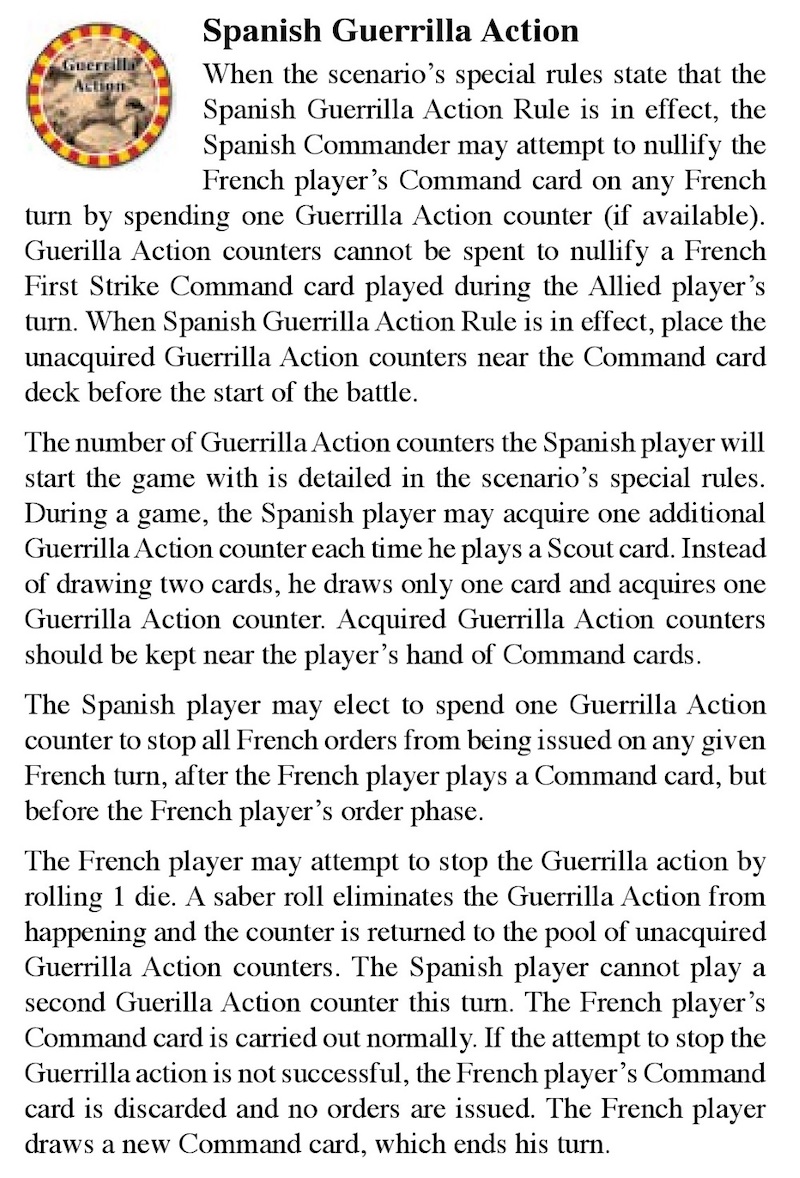 Spanish Guerrilla Action
Guerrilla
Action
When the scenario's special rules state that the
Spanish Guerrilla Action Rule is in effect, the
Spanish Commander may attempt to nullify the
French player's Command card on any French
turn by spending one Guerrilla Action counter (if available).
Guerilla Action counters cannot be spent to nullify a French
First Strike Command card played during the Allied player's
turn. When Spanish Guerrilla Action Rule is in effect, place the
unacquired Guerrilla Action counters near the Command card
deck before the start of the battle.
The number of Guerrilla Action counters the Spanish player will
start the game with is detailed in the scenario's special rules.
During a game, the Spanish player may acquire one additional
Guerrilla Action counter each time he plays a Scout card. Instead
of drawing two cards, he draws only one card and acquires one
Guerrilla Action counter. Acquired Guerrilla Action counters
should be kept near the player's hand of Command cards.
The Spanish player may elect to spend one Guerrilla Action
counter to stop all French orders from being issued on any given
French turn, after the French player plays a Command card, but
before the French player's order phase.
The French player may attempt to stop the Guerrilla action by
rolling 1 die. A saber roll eliminates the Guerrilla Action from
happening and the counter is returned to the pool of unacquired
Guerrilla Action counters. The Spanish player cannot play a
second Guerilla Action counter this turn. The French player's
Command card is carried out normally. If the attempt to stop the
Guerrilla action is not successful, the French player's Command
card is discarded and no orders are issued. The French player
draws a new Command card, which ends his turn.